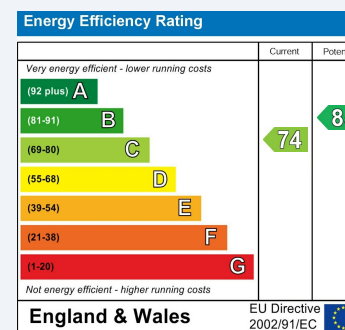 Energy Efficiency Rating
Current
Very energy efficient - lower running costs
(92 plus) A
(81-91) B
(69-80) C
74
(55-68) D
(39-54) E
(21-38) F
(1-20) G
Not energy efficient - higher running costs
England & Wales
EU Directive
2002/91/EC